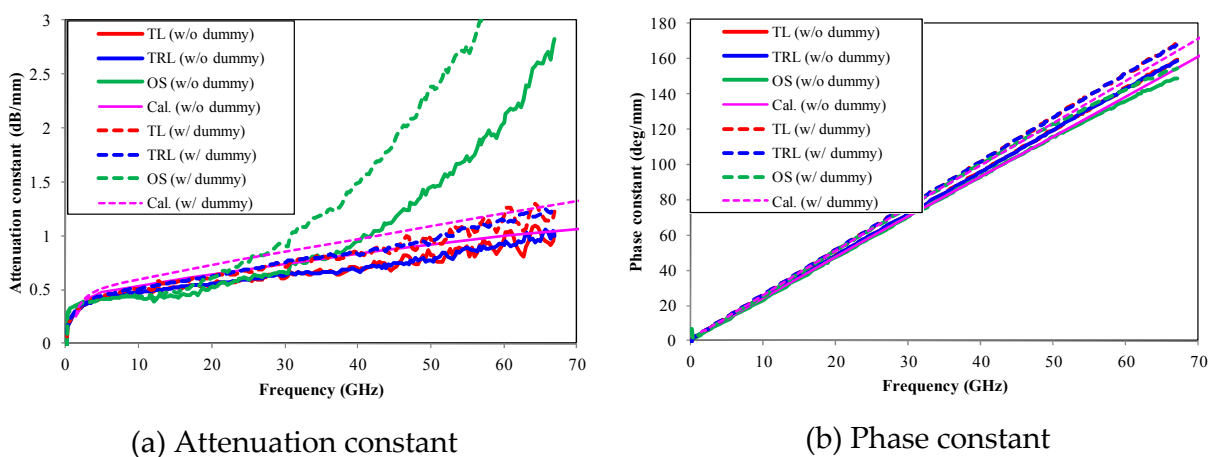 3
2.5
2
1.5
1
0.5
0
Attenuation constant (dB/mm)
TL (w/o dummy)
TRL (w/o dummy)
OS (w/o dummy)
Cal. (w/o dummy)
TL (w/ dummy)
TRL (w/ dummy)
OS (w/ dummy)
Cal. (w/ dummy)
0 10 20 30 40 50 60 70
Frequency (GHz)
(a) Attenuation constant
180
160
140
120
100
80
60
40
20
0
Phase constant (deg/mm)
TL (w/o dummy)
TRL (w/o dummy)
OS (w/o dummy)
Cal. (w/o dummy)
TL (w/ dummy)
TRL (w/ dummy)
OS (w/ dummy)
Cal. (w/ dummy)
0 10 20 30 40 50 60 70
Frequency (GHz)
(b) Phase constant